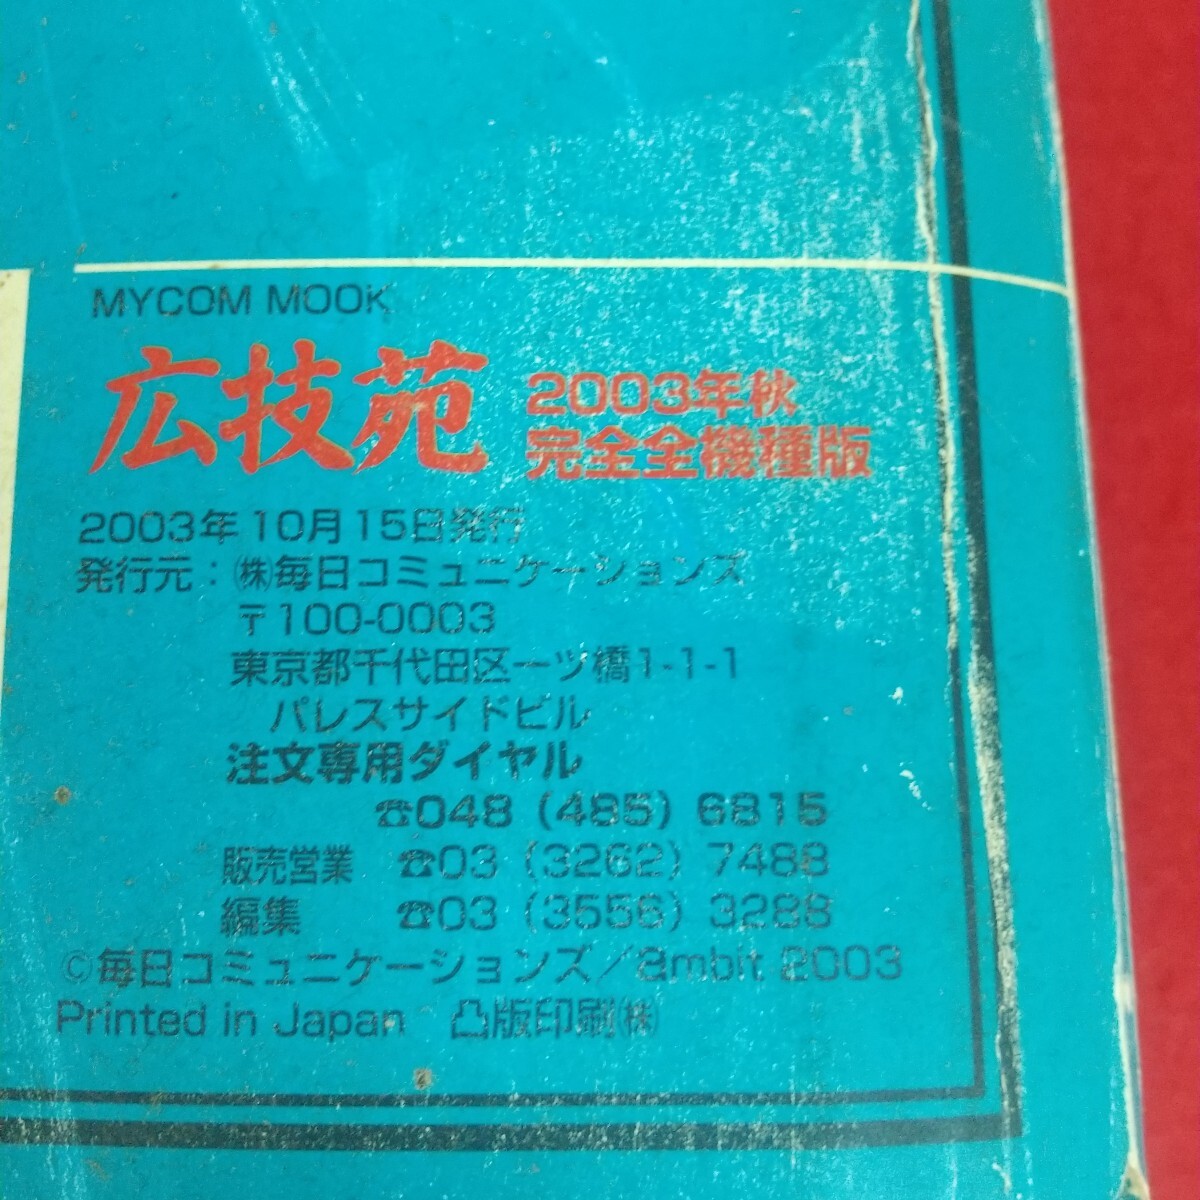 MYCOM MOOK
広技苑 2003年秋
完全全機種版
2003年10月15日発行
発行元：㈱毎日コミュニケーションズ
〒100-0003
東京都千代田区一ツ橋1-1-1
パレスサイドビル
注文専用ダイヤル
☎048（485）6815
販売営業 ☎03（3262）7488
編集 ☎03（3556）3288
©毎日コミュニケーションズ／ambit 2003
Printed in Japan 凸版印刷㈱